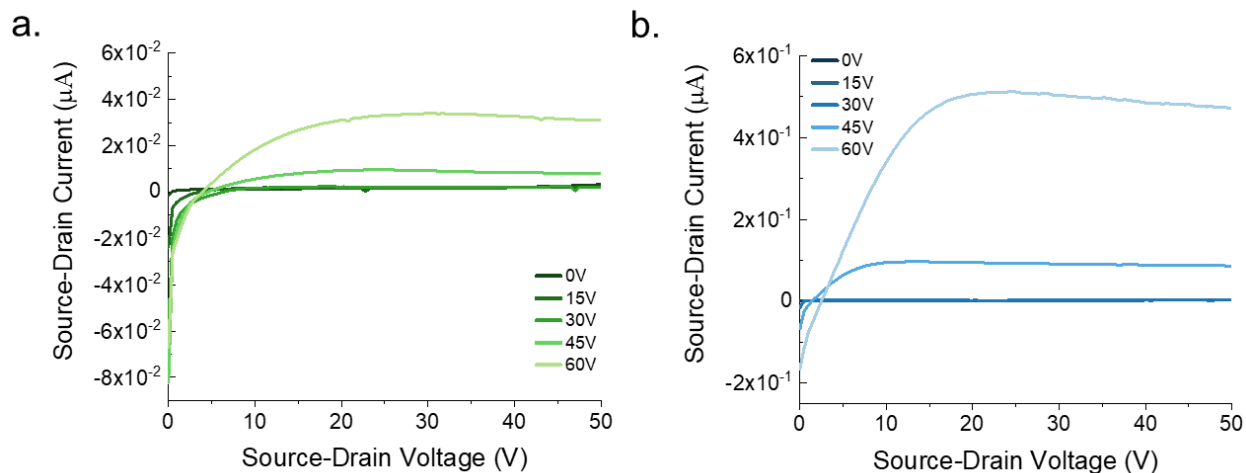 a.
Source-Drain Current (µA)
6x10⁻²
4x10⁻²
2x10⁻²
0
-2x10⁻²
-4x10⁻²
-6x10⁻²
-8x10⁻²
0V
15V
30V
45V
60V
0 10 20 30 40 50
Source-Drain Voltage (V)
b.
Source-Drain Current (µA)
6x10⁻¹
4x10⁻¹
2x10⁻¹
0
-2x10⁻¹
0V
15V
30V
45V
60V
0 10 20 30 40 50
Source-Drain Voltage (V)